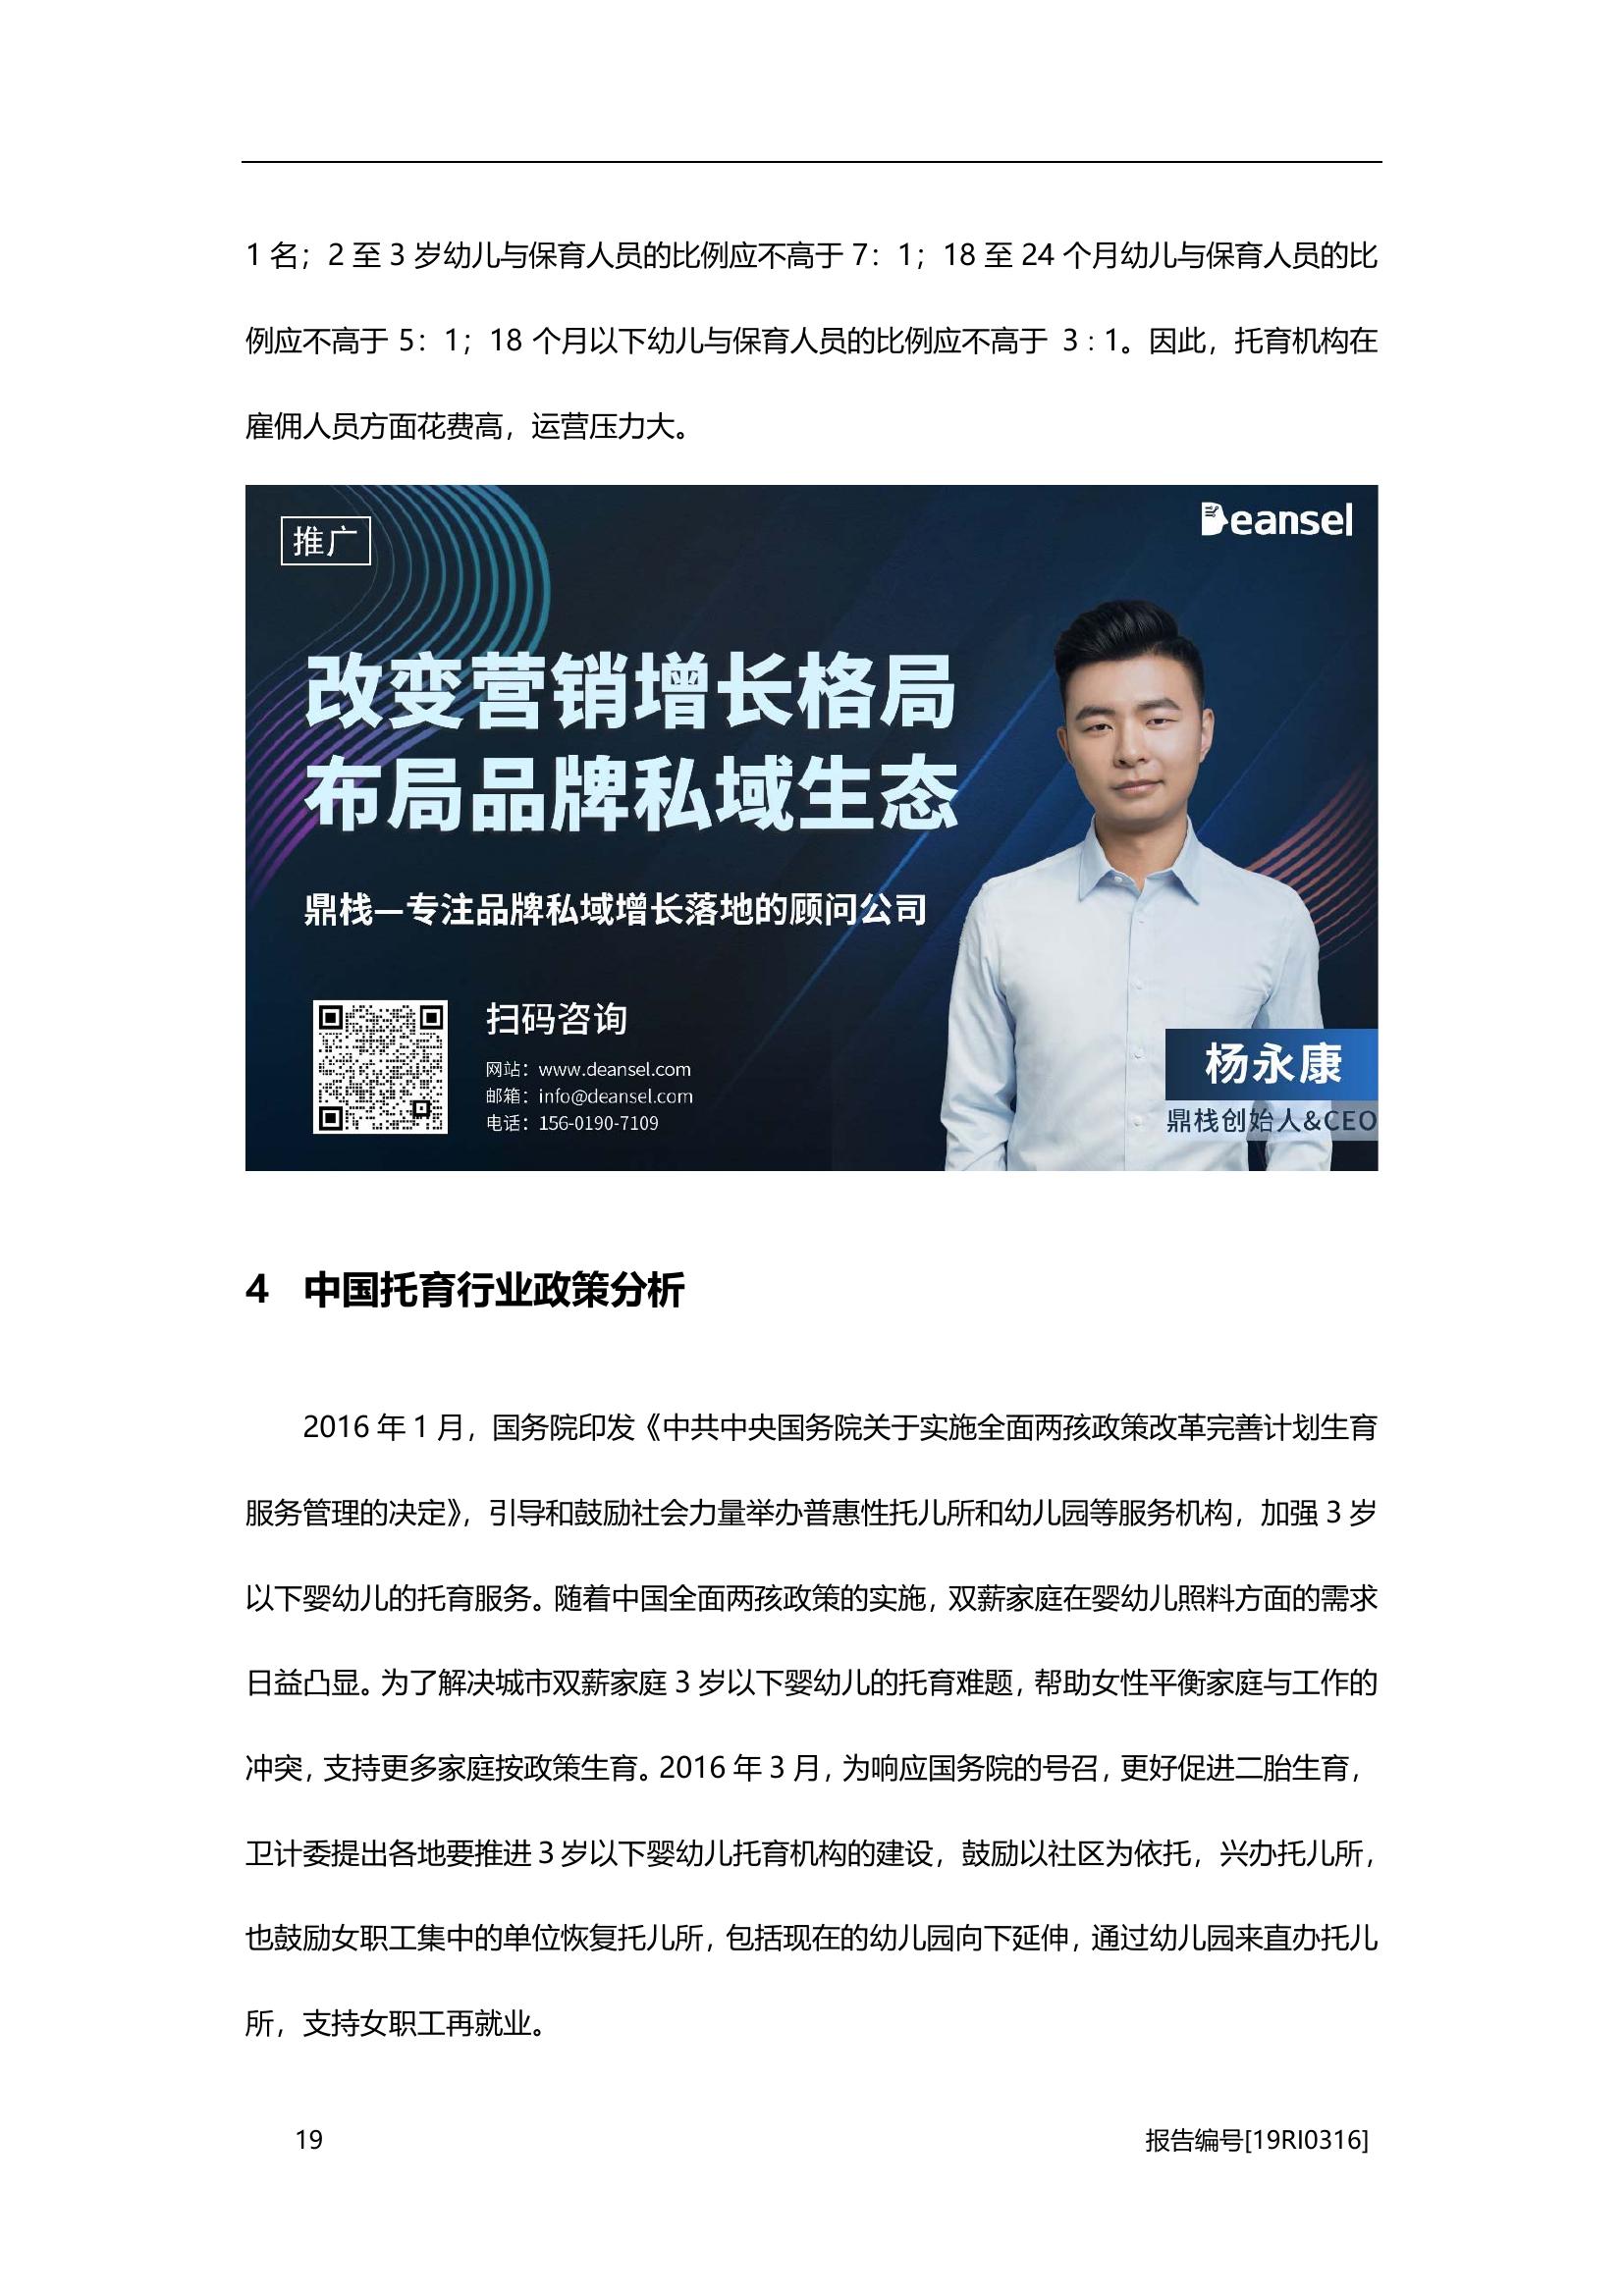 1 名；2 至 3 岁幼儿与保育人员的比例应不高于 7：1；18 至 24 个月幼儿与保育人员的比
例应不高于 5：1；18 个月以下幼儿与保育人员的比例应不高于 3 : 1。因此，托育机构在
雇佣人员方面花费高，运营压力大。
推广
Deansel
改变营销增长格局
布局品牌私域生态
鼎栈—专注品牌私域增长落地的顾问公司
扫码咨询
网站：www.deansel.com
邮箱：info@deansel.com
电话：156-0190-7109
杨永康
鼎栈创始人&CEO
4 中国托育行业政策分析
2016 年 1 月，国务院印发《中共中央国务院关于实施全面两孩政策改革完善计划生育
服务管理的决定》，引导和鼓励社会力量举办普惠性托儿所和幼儿园等服务机构，加强 3 岁
以下婴幼儿的托育服务。随着中国全面两孩政策的实施，双薪家庭在婴幼儿照料方面的需求
日益凸显。为了解决城市双薪家庭 3 岁以下婴幼儿的托育难题，帮助女性平衡家庭与工作的
冲突，支持更多家庭按政策生育。2016 年 3 月，为响应国务院的号召，更好促进二胎生育，
卫计委提出各地要推进 3 岁以下婴幼儿托育机构的建设，鼓励以社区为依托，兴办托儿所，
也鼓励女职工集中的单位恢复托儿所，包括现在的幼儿园向下延伸，通过幼儿园来直办托儿
所，支持女职工再就业。
19
报告编号[19RI0316]